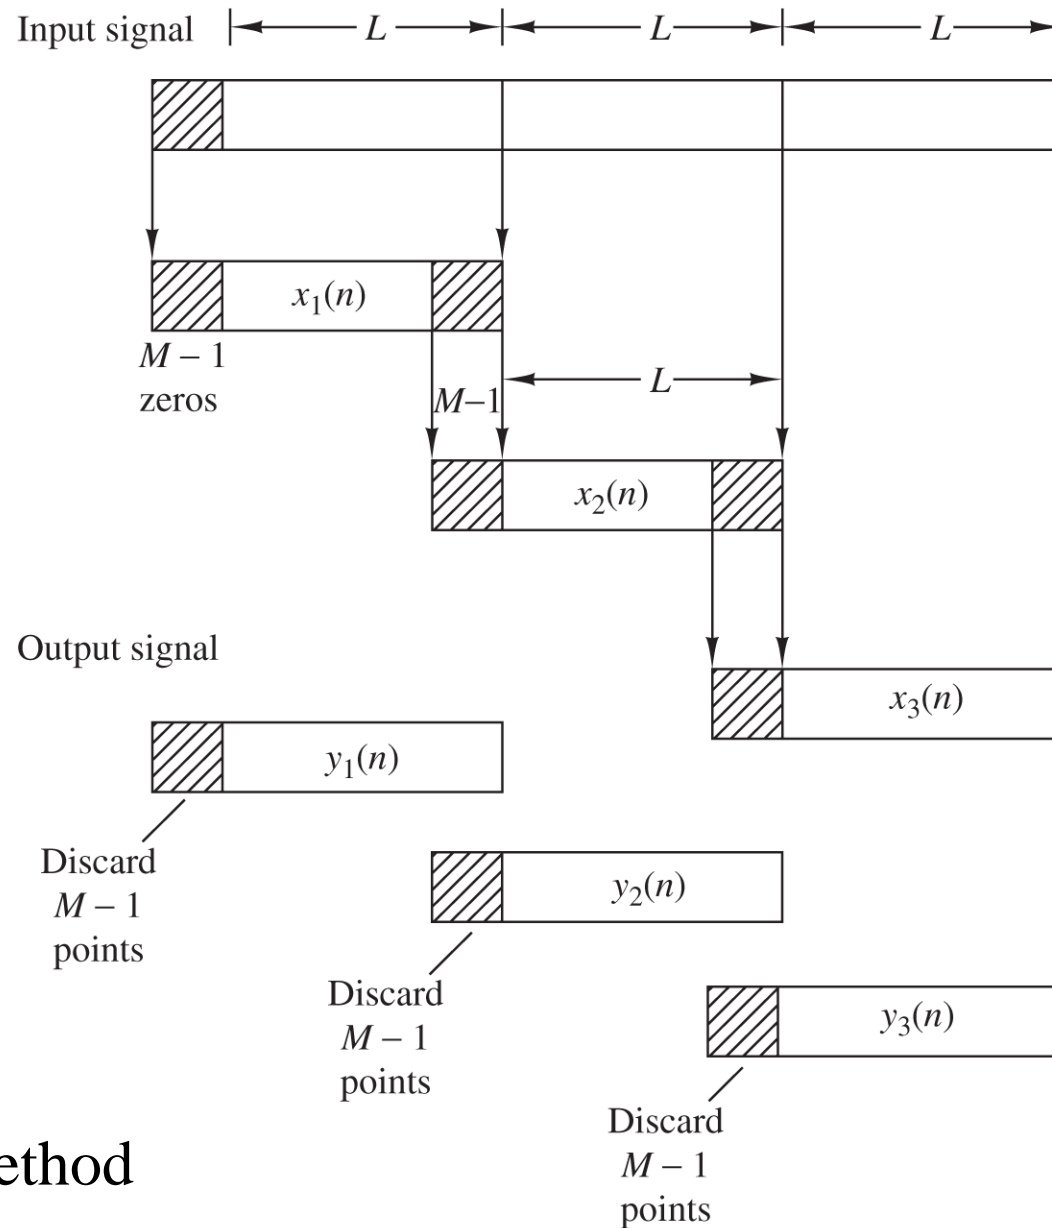 Input signal
L
L
L
x₁(n)
M – 1
zeros
M–1
L
x₂(n)
Output signal
x₃(n)
y₁(n)
Discard
M – 1
points
y₂(n)
Discard
M – 1
points
y₃(n)
Discard
M – 1
points
ethod